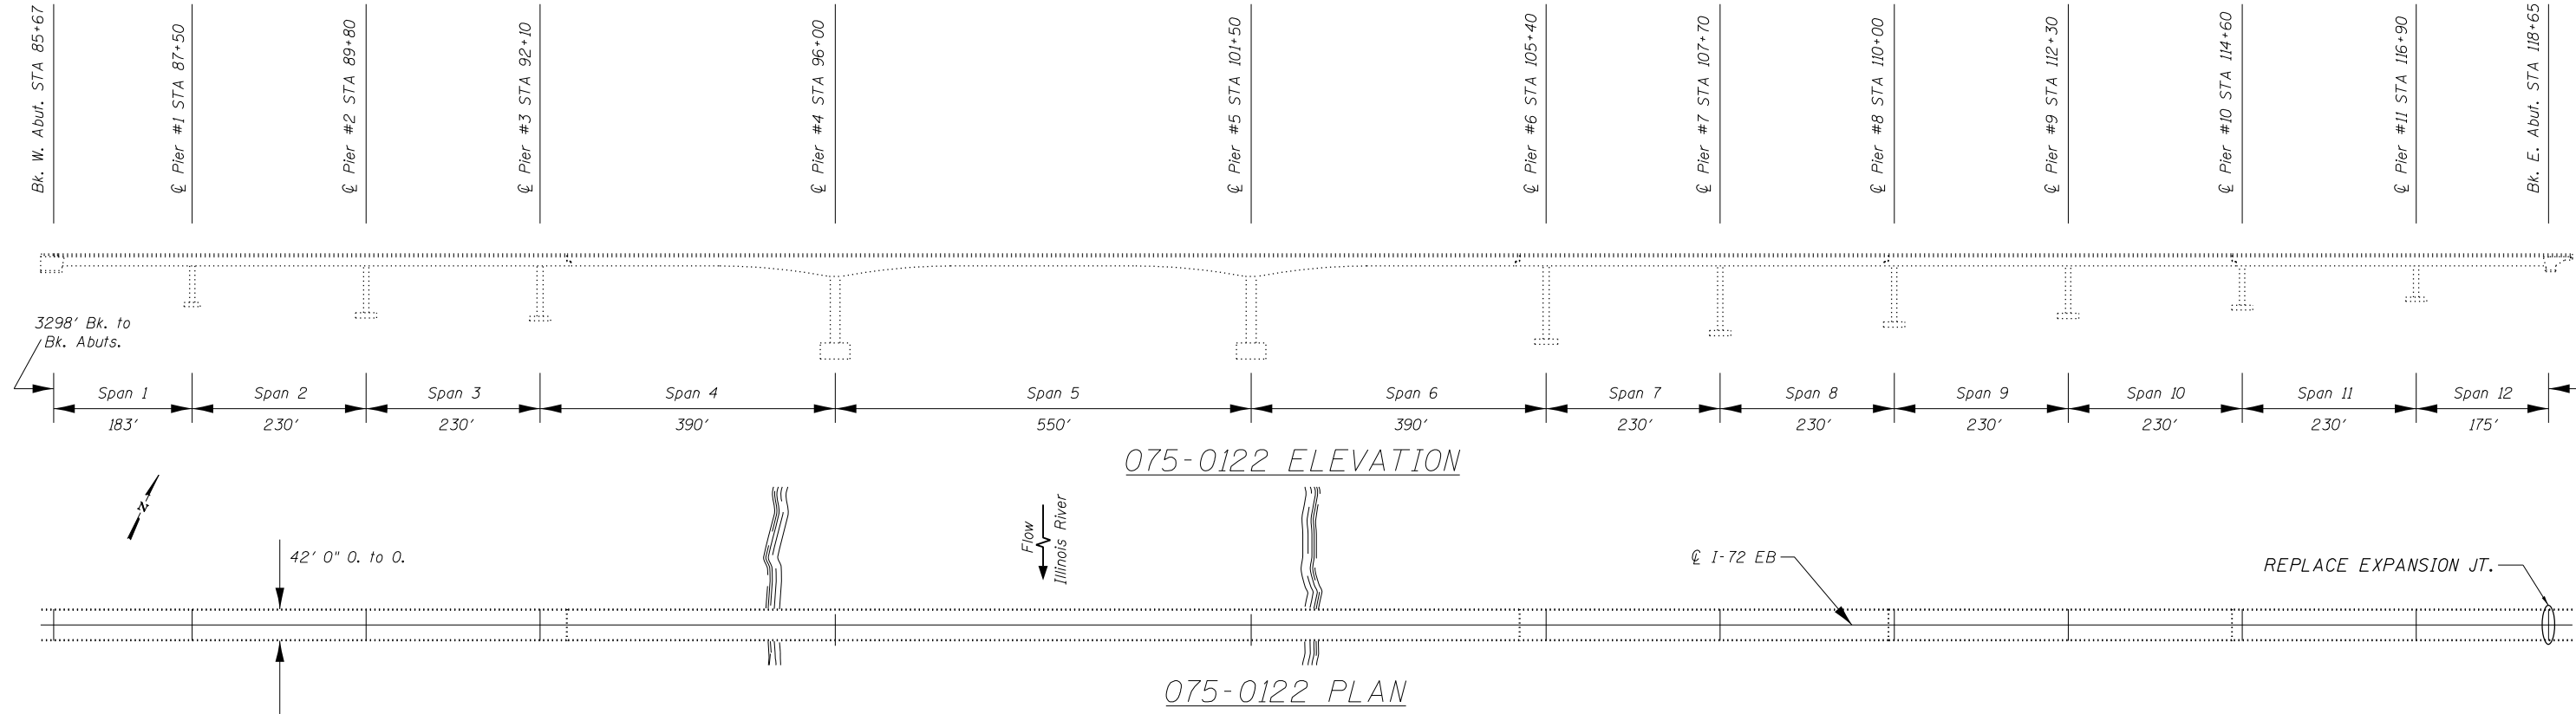 Bk. W. Abut. STA 85+67
℄ Pier #1 STA 87+50
℄ Pier #2 STA 89+80
℄ Pier #3 STA 92+10
℄ Pier #4 STA 96+00
℄ Pier #5 STA 101+50
℄ Pier #6 STA 105+40
℄ Pier #7 STA 107+70
℄ Pier #8 STA 110+00
℄ Pier #9 STA 112+30
℄ Pier #10 STA 114+60
℄ Pier #11 STA 116+90
Bk. E. Abut. STA 118+65
3298' Bk. to
Bk. Abuts.
Span 1
Span 2
Span 3
Span 4
Span 5
Span 6
Span 7
Span 8
Span 9
Span 10
Span 11
Span 12
183'
230'
230'
390'
550'
390'
230'
230'
230'
230'
230'
175'
075-0122 ELEVATION
N
42' 0" O. to O.
Flow
Illinois River
℄ I-72 EB
REPLACE EXPANSION JT.
075-0122 PLAN